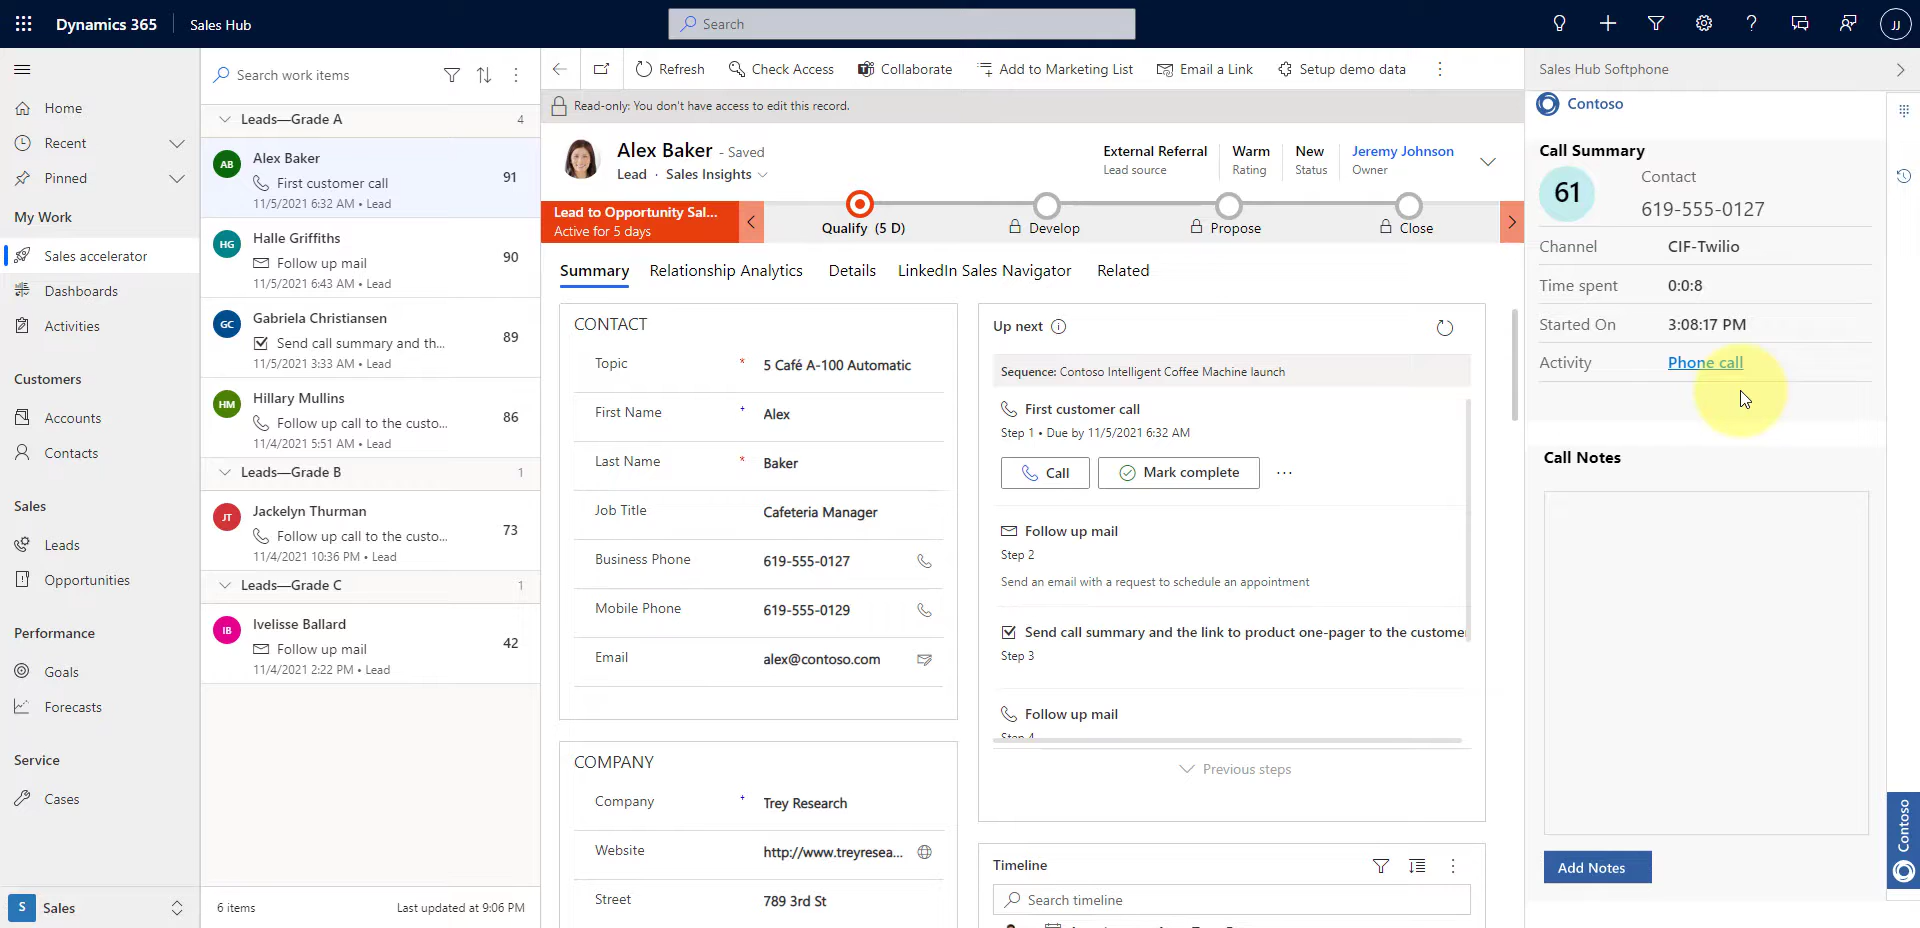 Dynamics 365
Sales Hub
Search
JJ
Home
Recent
Pinned
My Work
Sales accelerator
Dashboards
Activities
Customers
Accounts
Contacts
Sales
Leads
Opportunities
Performance
Goals
Forecasts
Service
Cases
S Sales
Search work items
Leads—Grade A 4
AB Alex Baker
First customer call 91
11/5/2021 6:32 AM • Lead
HG Halle Griffiths
Follow up mail 90
11/5/2021 6:43 AM • Lead
GC Gabriela Christiansen
Send call summary and th... 89
11/5/2021 3:33 AM • Lead
HM Hillary Mullins
Follow up call to the custo... 86
11/4/2021 5:51 AM • Lead
Leads—Grade B 1
JT Jackelyn Thurman
Follow up call to the custo... 73
11/4/2021 10:36 PM • Lead
Leads—Grade C 1
IB Ivelisse Ballard
Follow up mail 42
11/4/2021 2:22 PM • Lead
6 items Last updated at 9:06 PM
Refresh Check Access Collaborate Add to Marketing List Email a Link Setup demo data
Read-only: You don't have access to edit this record.
Alex Baker - Saved
Lead · Sales Insights
External Referral
Lead source
Warm
Rating
New
Status
Jeremy Johnson
Owner
Lead to Opportunity Sal...
Active for 5 days
Qualify (5 D) Develop Propose Close
Summary Relationship Analytics Details LinkedIn Sales Navigator Related
CONTACT
Topic * 5 Café A-100 Automatic
First Name + Alex
Last Name * Baker
Job Title Cafeteria Manager
Business Phone 619-555-0127
Mobile Phone 619-555-0129
Email alex@contoso.com
COMPANY
Company + Trey Research
Website http://www.treyresea...
Street 789 3rd St
Up next
Sequence: Contoso Intelligent Coffee Machine launch
First customer call
Step 1 • Due by 11/5/2021 6:32 AM
Call Mark complete ...
Follow up mail
Step 2
Send an email with a request to schedule an appointment
Send call summary and the link to product one-pager to the custome
Step 3
Follow up mail
Step 4
Previous steps
Timeline
Search timeline
Sales Hub Softphone
Contoso
Call Summary
61
Contact
619-555-0127
Channel CIF-Twilio
Time spent 0:0:8
Started On 3:08:17 PM
Activity Phone call
Call Notes
Add Notes
Contoso